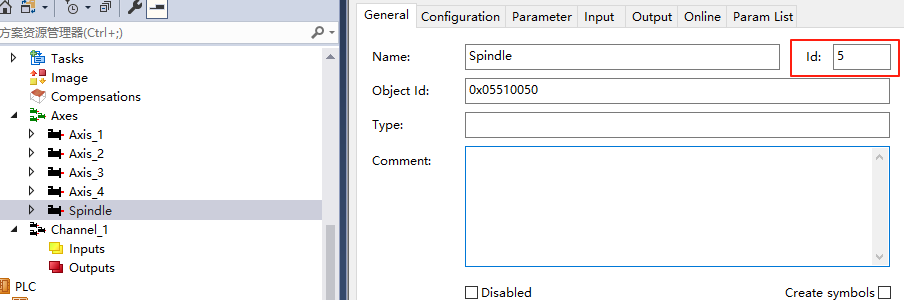 方案资源管理器(Ctrl+;)
Tasks
Image
Compensations
Axes
Axis_1
Axis_2
Axis_3
Axis_4
Spindle
Channel_1
Inputs
Outputs
PLC
General Configuration Parameter Input Output Online Param List
Name: Spindle Id: 5
Object Id: 0x05510050
Type:
Comment:
Disabled Create symbols